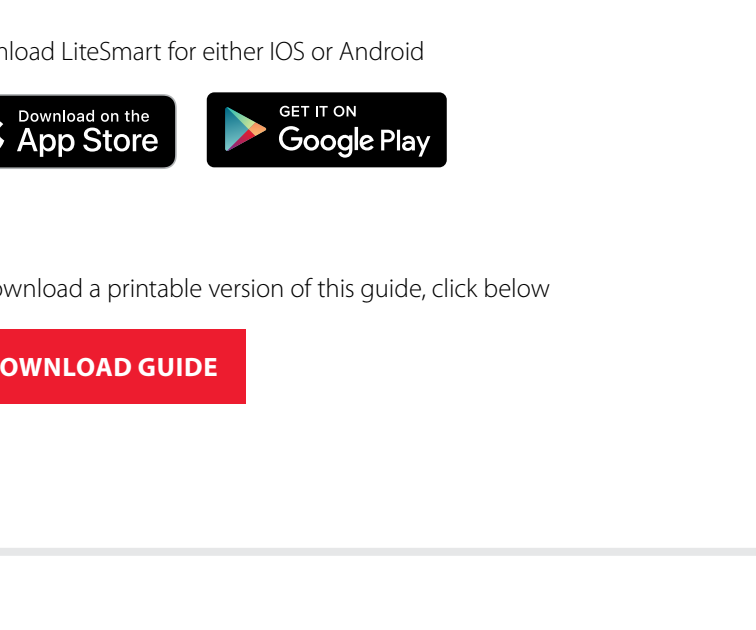 nload LiteSmart for either IOS or Android
Download on the
App Store
GET IT ON
Google Play
ownload a printable version of this guide, click below
OWNLOAD GUIDE